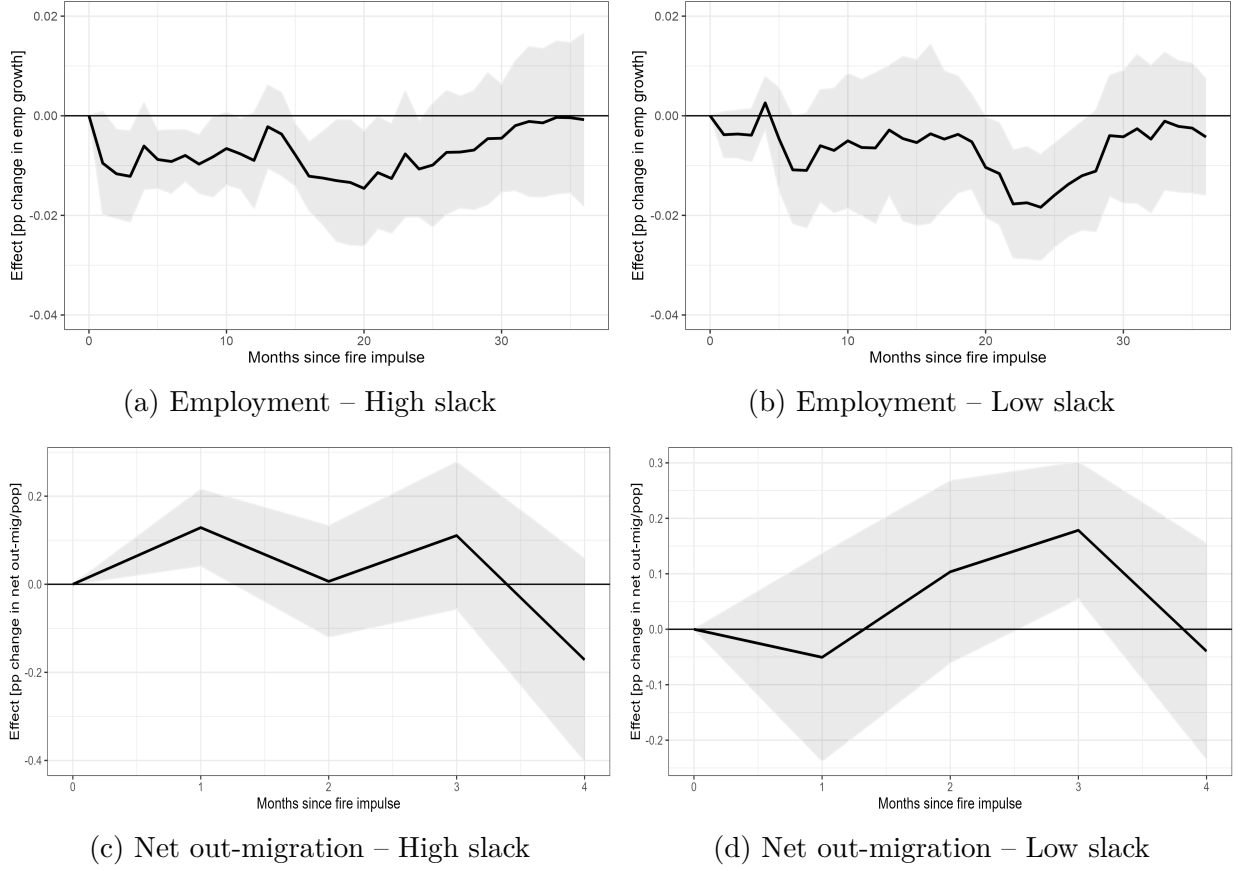 0.02
0.00
-0.02
-0.04
Effect [pp change in emp growth]
0 10 20 30
Months since fire impulse
(a) Employment – High slack
0.02
0.00
-0.02
-0.04
Effect [pp change in emp growth]
0 10 20 30
Months since fire impulse
(b) Employment – Low slack
0.2
0.0
-0.2
-0.4
Effect [pp change in net out-mig/pop]
0 1 2 3 4
Months since fire impulse
(c) Net out-migration – High slack
0.3
0.2
0.1
0.0
-0.1
-0.2
Effect [pp change in net out-mig/pop]
0 1 2 3 4
Months since fire impulse
(d) Net out-migration – Low slack